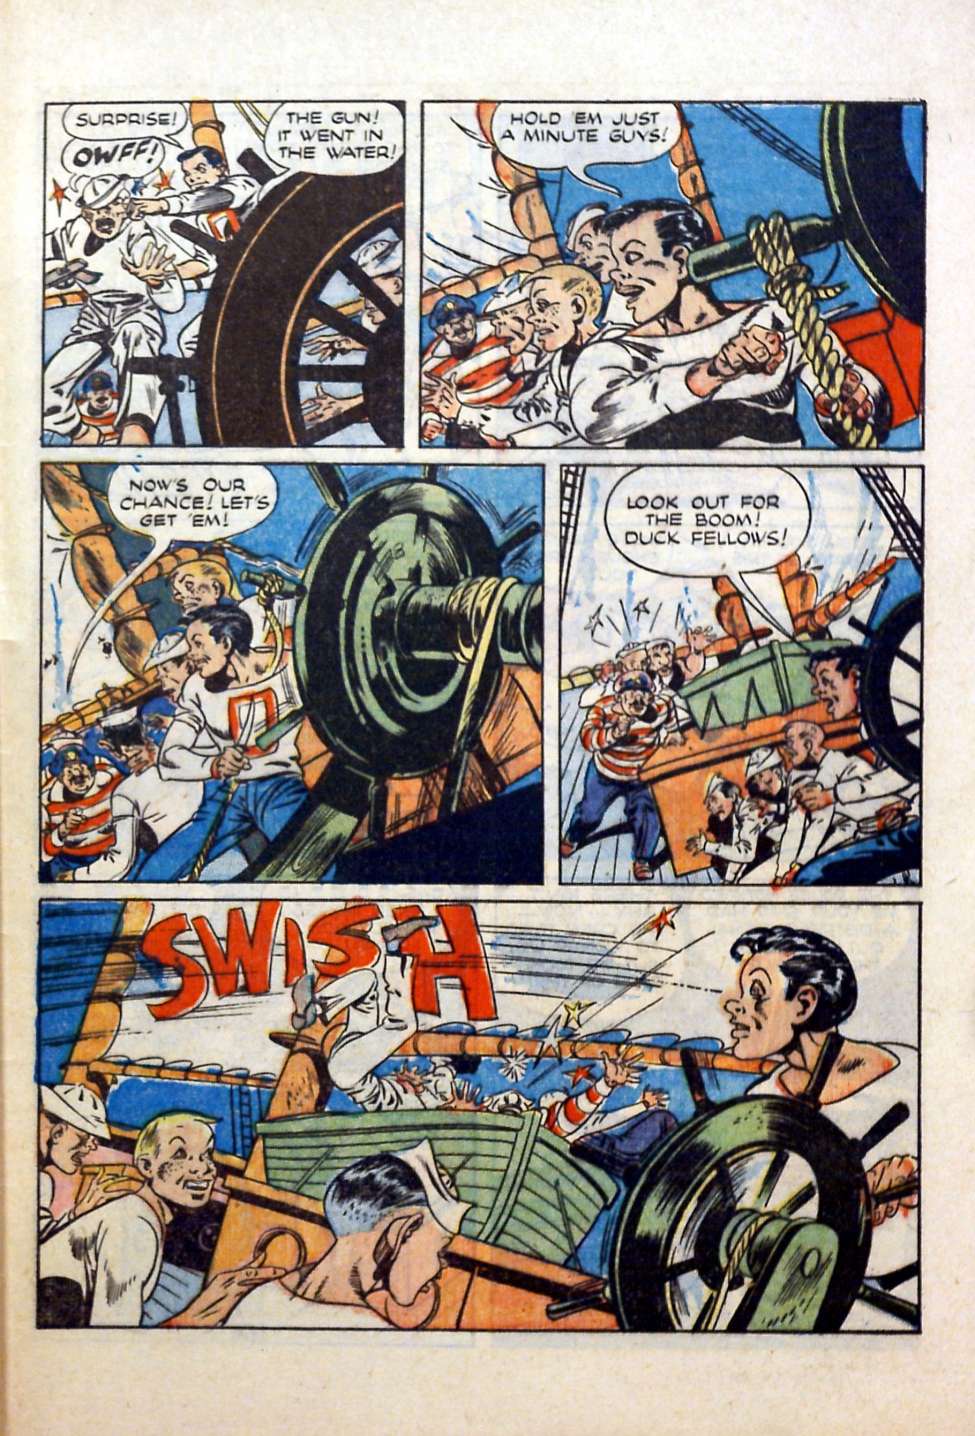 SURPRISE!
OWFF!
THE GUN!
IT WENT IN
THE WATER!
HOLD 'EM JUST
A MINUTE GUYS!
NOW'S OUR
CHANCE! LET'S
GET 'EM!
LOOK OUT FOR
THE BOOM!
DUCK FELLOWS!
SWISH